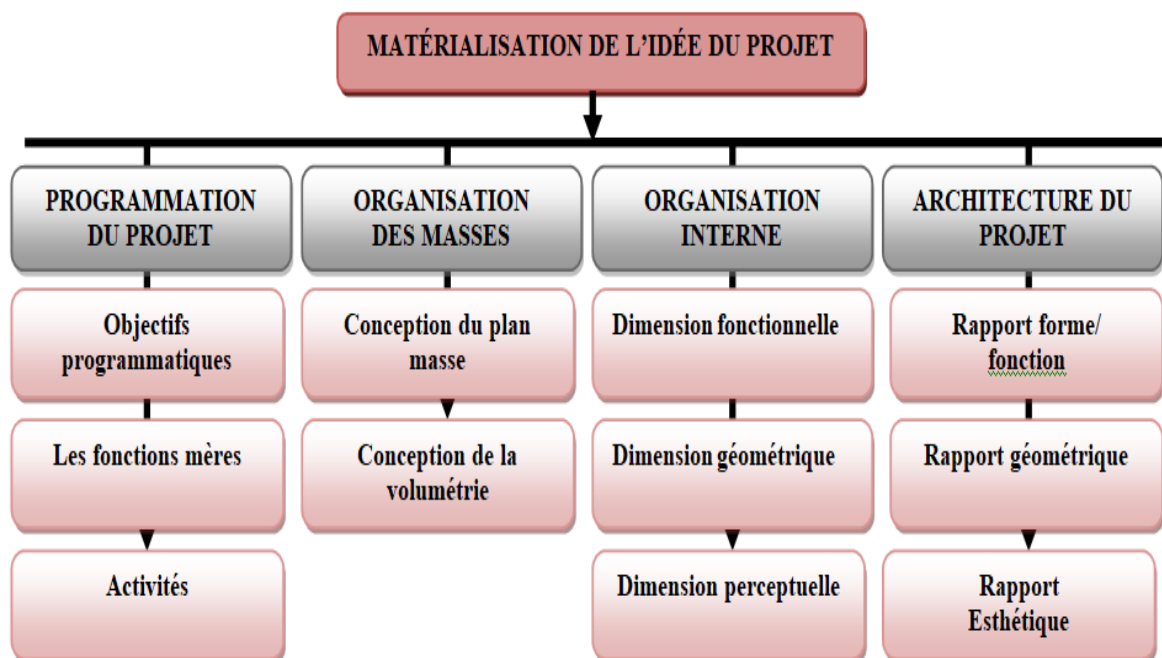 MATÉRIALISATION DE L’IDÉE DU PROJET
PROGRAMMATION
DU PROJET
Objectifs
programmatiques
Les fonctions mères
Activités
ORGANISATION
DES MASSES
Conception du plan
masse
Conception de la
volumétrie
ORGANISATION
INTERNE
Dimension fonctionnelle
Dimension géométrique
Dimension perceptuelle
ARCHITECTURE DU
PROJET
Rapport forme/
fonction
Rapport géométrique
Rapport
Esthétique